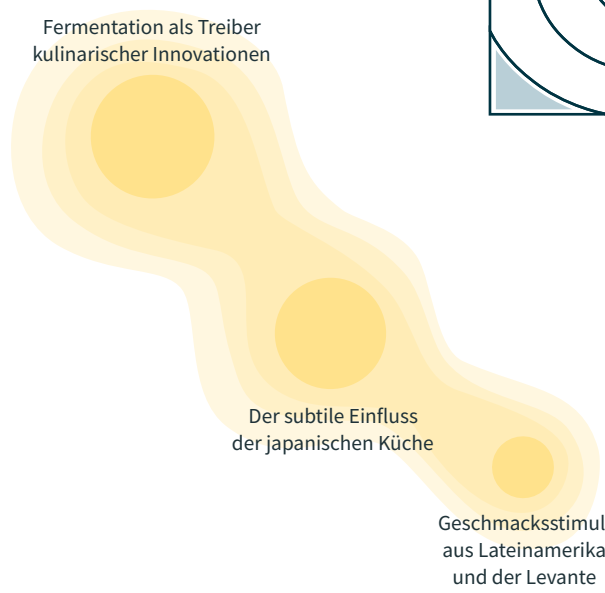 Fermentation als Treiber
kulinarischer Innovationen
Der subtile Einfluss
der japanischen Küche
Geschmacksstimul
aus Lateinamerika
und der Levante